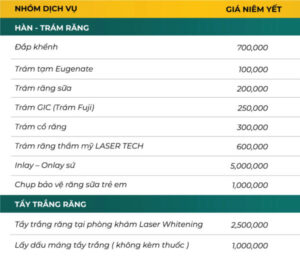 NHÓM DỊCH VỤ GIÁ NIÊM YẾT
HÀN - TRÁM RĂNG
Đắp khểnh 700,000
Trám tạm Eugenate 100,000
Trám răng sữa 200,000
Trám GIC (Trám Fuji) 250,000
Trám cổ răng 300,000
Trám răng thẩm mỹ LASER TECH 600,000
Inlay – Onlay sứ 5,000,000
Chụp bảo vệ răng sữa trẻ em 1,000,000
TẨY TRẮNG RĂNG
Tẩy trắng răng tại phòng khám Laser Whitening 2,500,000
Lấy dấu máng tẩy trắng ( không kèm thuốc ) 1,000,000